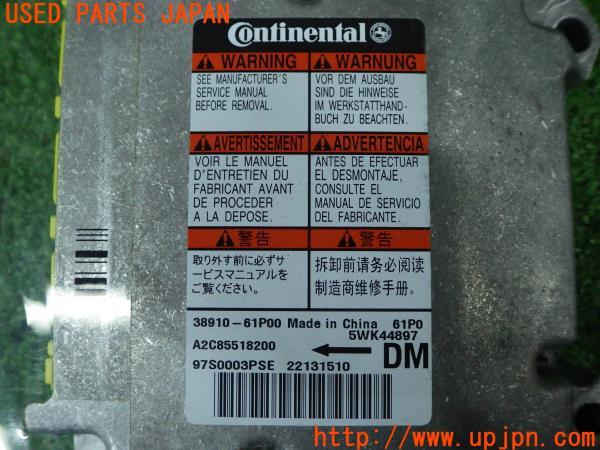 USED PARTS JAPAN
Continental
WARNING
SEE MANUFACTURER'S
SERVICE MANUAL
BEFORE REMOVAL.
WARNUNG
VOR DEM AUSBAU
SIND DIE HINWEISE
IM WERKSTATTHAND-
BUCH ZU BEACHTEN.
AVERTISSEMENT
VOIR LE MANUEL
D'ENTRETIEN DU
FABRICANT AVANT
DE PROCEDER
A LA DEPOSE.
ADVERTENCIA
ANTES DE EFECTUAR
EL DESMONTAJE,
CONSULTE EL
MANUAL DE SERVICIO
DEL FABRICANTE.
警告
取り外す前に必ずサ
ービスマニュアルを
ご覧ください。
警告
拆卸前请务必阅读
制造商维修手册.
38910-61P00 Made in China 61P0
5WK44897
A2C85518200
DM
97S0003PSE 22131510
http://www.upjpn.com/